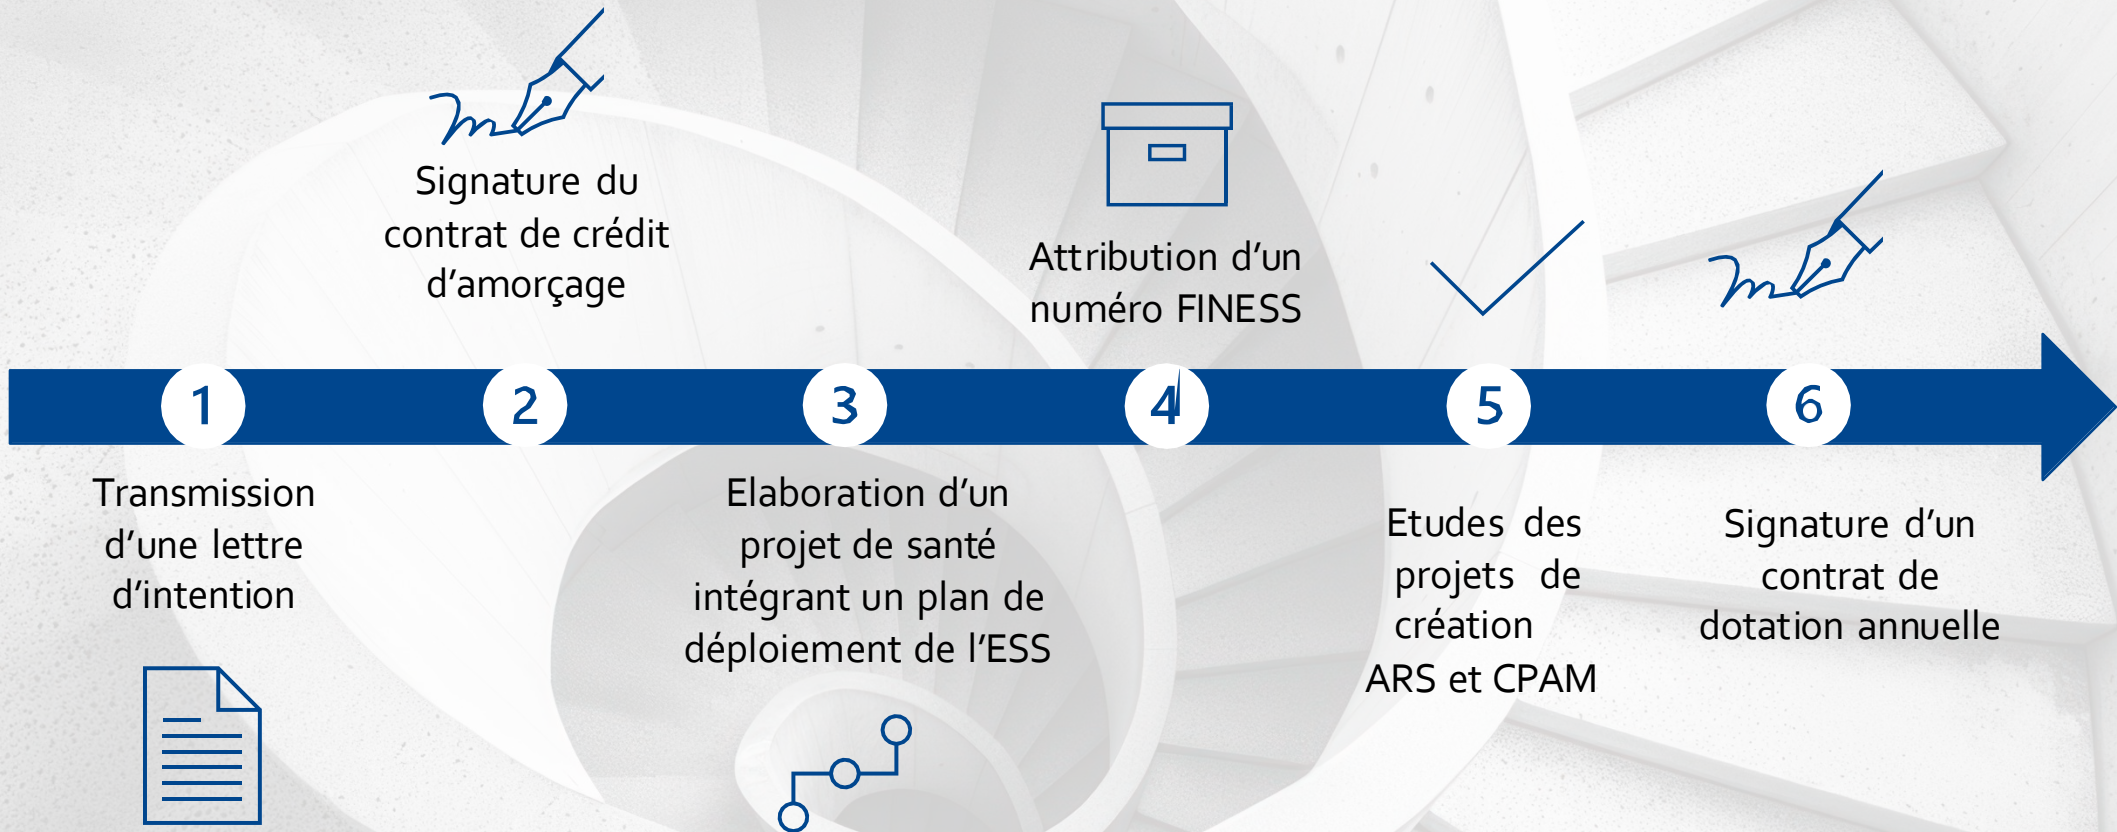 1
Transmission
d’une lettre
d’intention
2
Signature du
contrat de crédit
d’amorçage
3
Elaboration d’un
projet de santé
intégrant un plan de
déploiement de l’ESS
4
Attribution d’un
numéro FINESS
5
Etudes des
projets de
création
ARS et CPAM
6
Signature d’un
contrat de
dotation annuelle